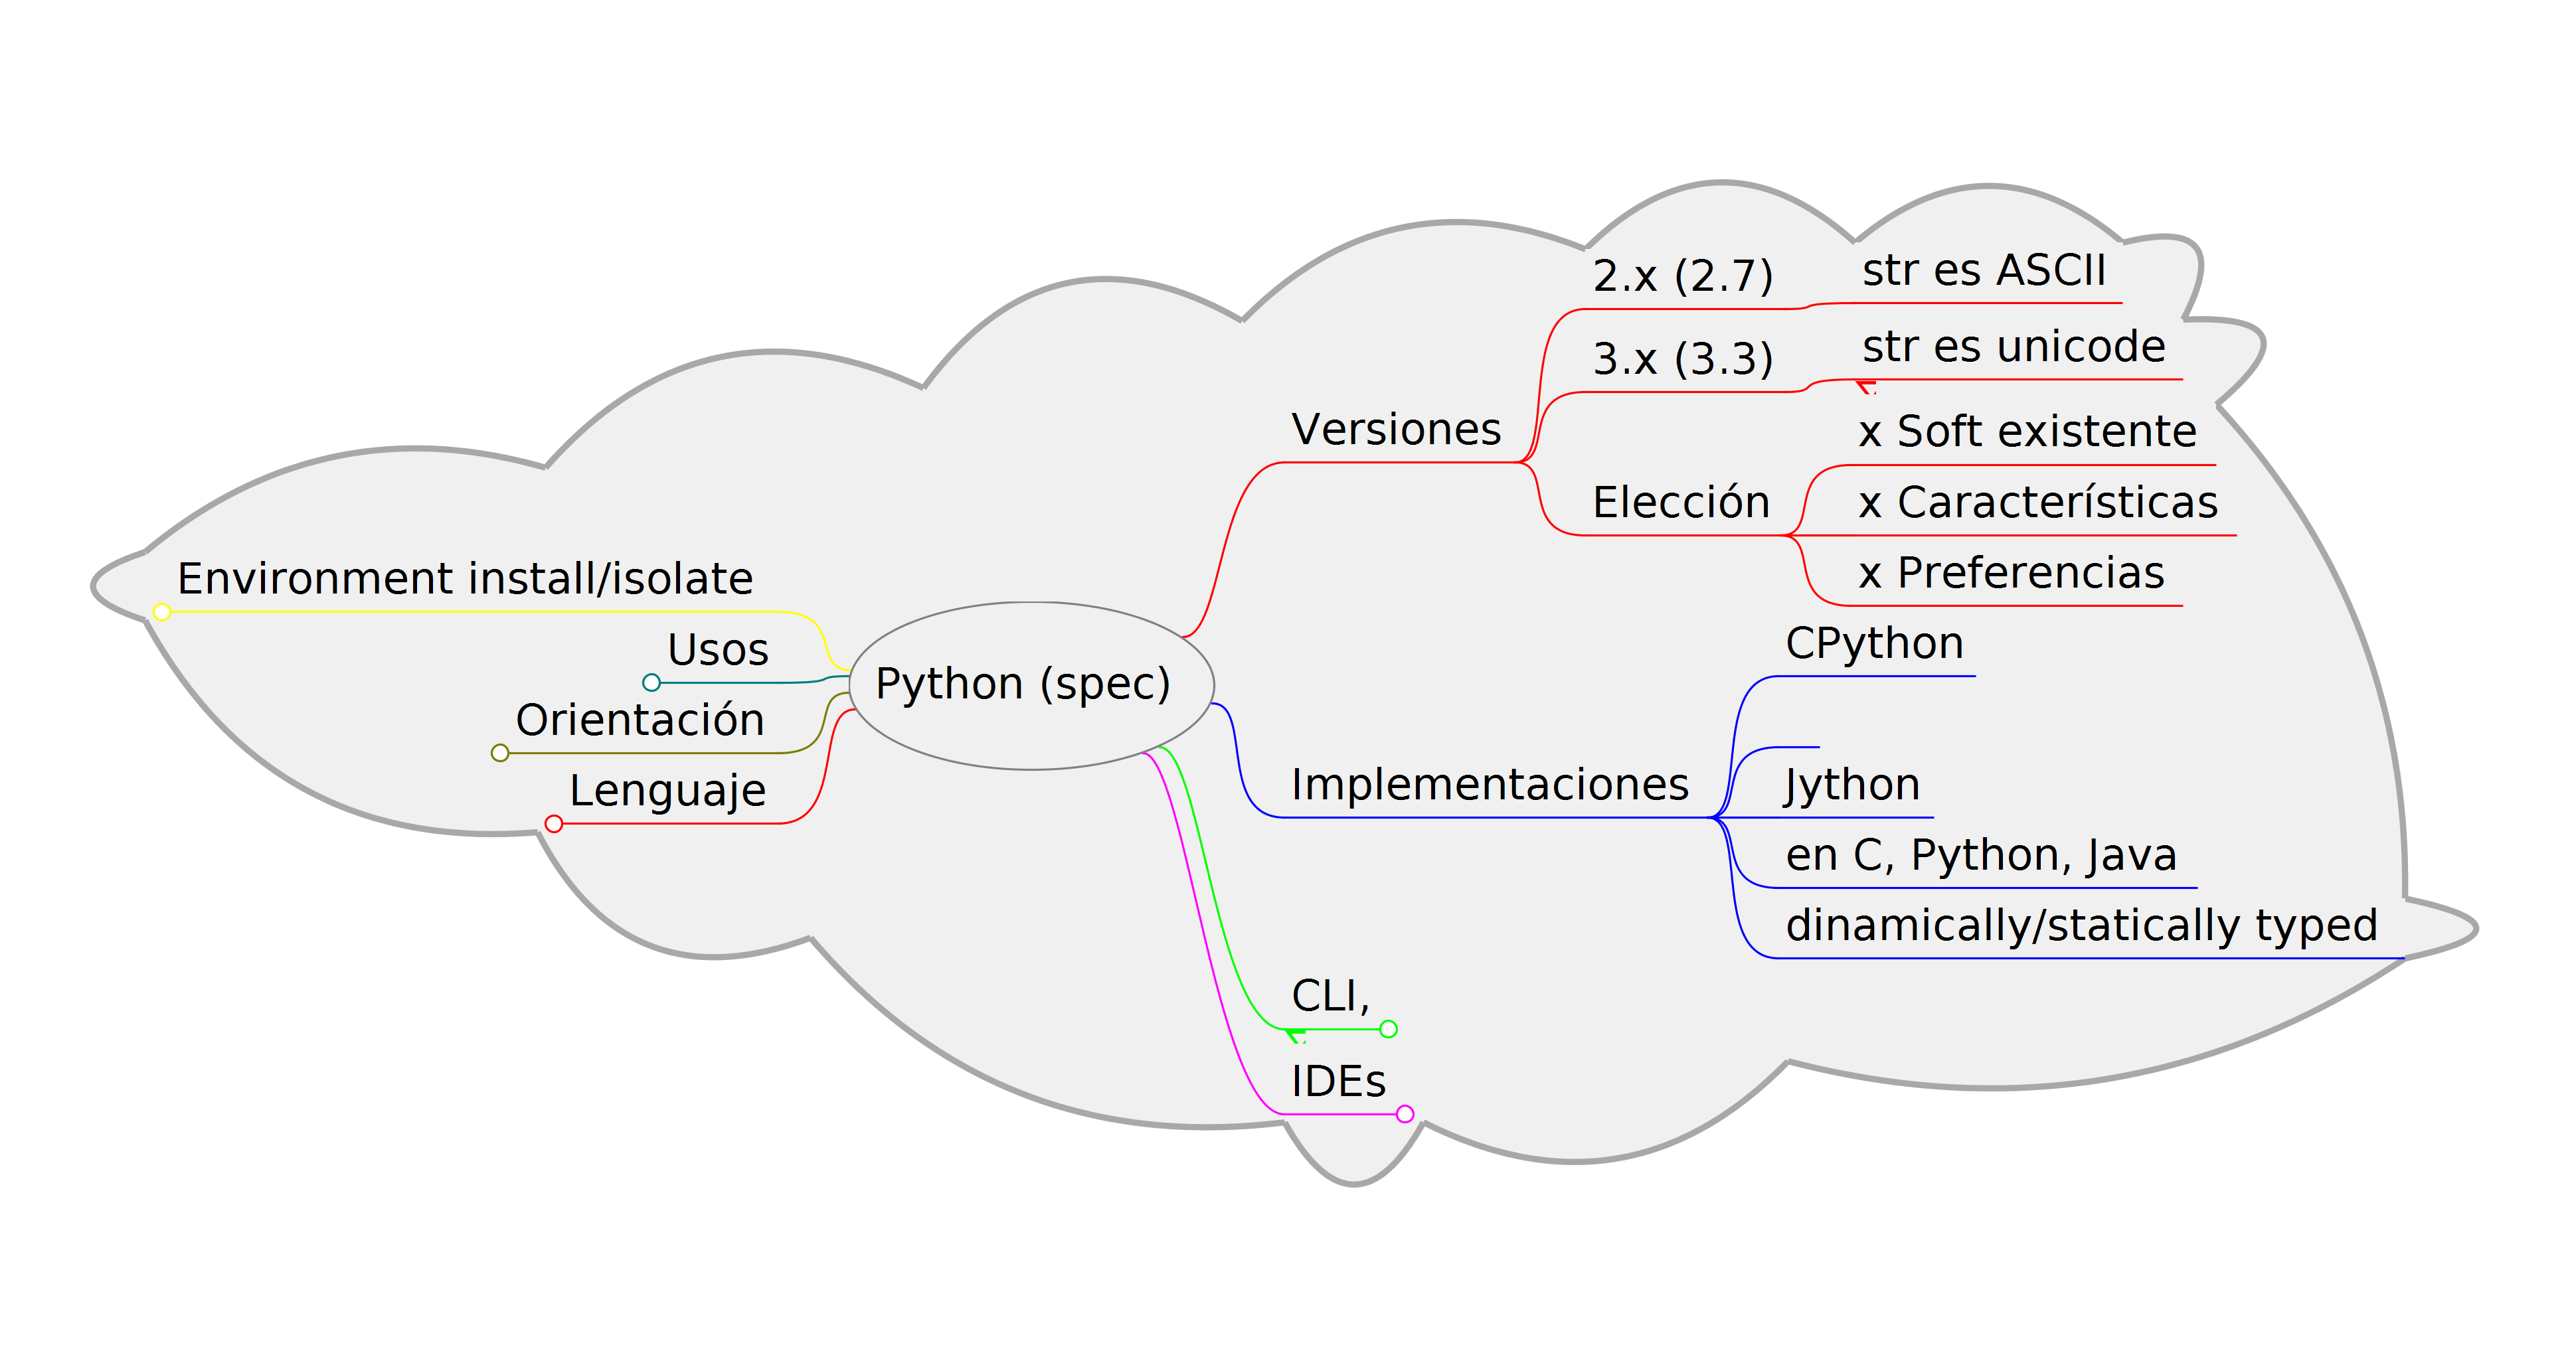 Python (spec)
Versiones
2.x (2.7)
str es ASCII
3.x (3.3)
str es unicode
Elección
x Soft existente
x Características
x Preferencias
Implementaciones
CPython
Jython
en C, Python, Java
dinamically/statically typed
CLI,
IDEs
Environment install/isolate
Usos
Orientación
Lenguaje